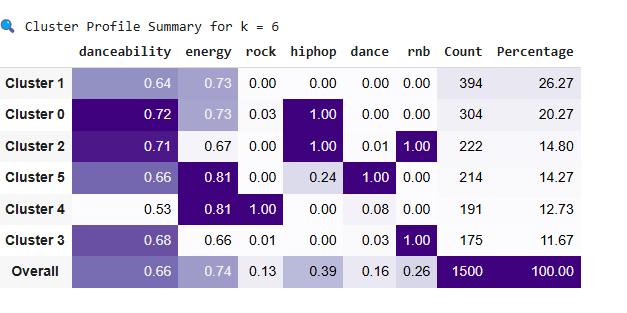 🔍 Cluster Profile Summary for k = 6
danceability energy rock hiphop dance rnb Count Percentage
Cluster 1 0.64 0.73 0.00 0.00 0.00 0.00 394 26.27
Cluster 0 0.72 0.73 0.03 1.00 0.00 0.00 304 20.27
Cluster 2 0.71 0.67 0.00 1.00 0.01 1.00 222 14.80
Cluster 5 0.66 0.81 0.00 0.24 1.00 0.00 214 14.27
Cluster 4 0.53 0.81 1.00 0.00 0.08 0.00 191 12.73
Cluster 3 0.68 0.66 0.01 0.00 0.03 1.00 175 11.67
Overall 0.66 0.74 0.13 0.39 0.16 0.26 1500 100.00